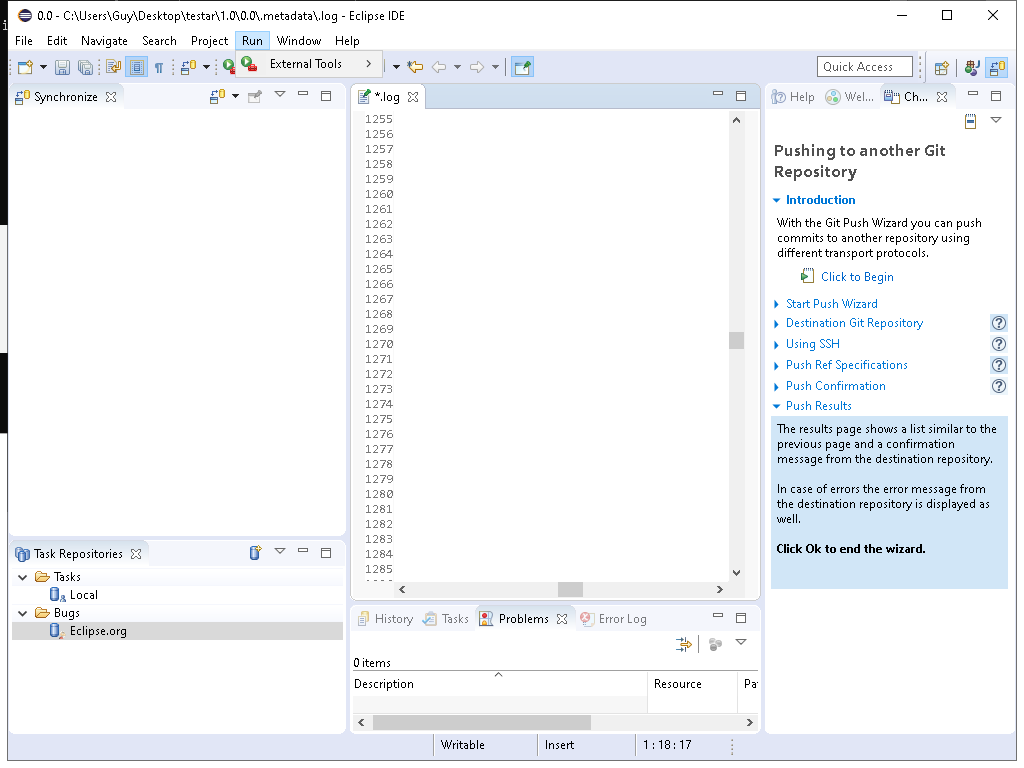 0.0 - C:\Users\Guy\Desktop\testar\1.0\0.0\.metadata\.log - Eclipse IDE
File Edit Navigate Search Project Run Window Help
External Tools
Quick Access
Synchronize
*.log
1255
1256
1257
1258
1259
1260
1261
1262
1263
1264
1265
1266
1267
1268
1269
1270
1271
1272
1273
1274
1275
1276
1277
1278
1279
1280
1281
1282
1283
1284
1285
Help Wel... Ch...
Pushing to another Git
Repository
Introduction
With the Git Push Wizard you can push
commits to another repository using
different transport protocols.
Click to Begin
Start Push Wizard
Destination Git Repository
Using SSH
Push Ref Specifications
Push Confirmation
Push Results
The results page shows a list similar to the
previous page and a confirmation
message from the destination repository.
In case of errors the error message from
the destination repository is displayed as
well.
Click Ok to end the wizard.
Task Repositories
Tasks
Local
Bugs
Eclipse.org
History Tasks Problems Error Log
0 items
Description Resource Pa
Writable Insert 1 : 18 : 17